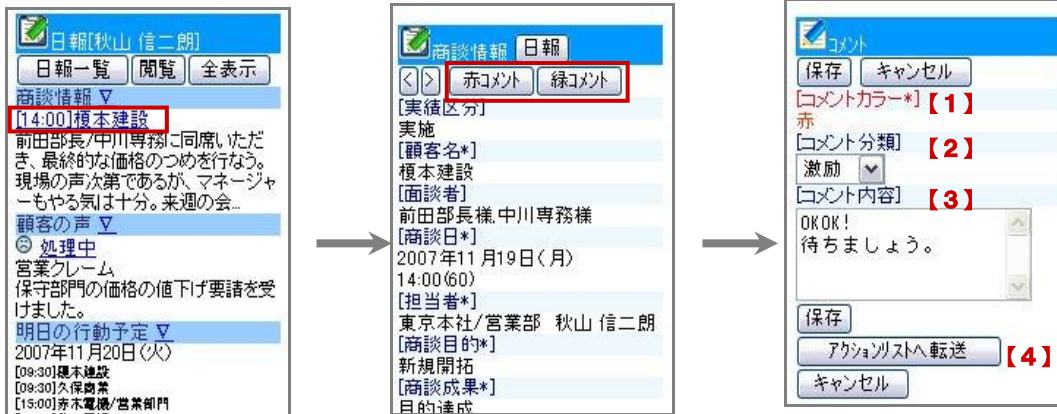 日報[秋山 信二朗]
日報一覧 閲覧 全表示
商談情報 ▽
[14:00]榎本建設
前田部長/中川専務に同席いただ
き、最終的な価格のつめを行なう。
現場の声次第であるが、マネージャ
ーもやる気は十分。来週の会...
顧客の声 ▽
処理中
営業クレーム
保守部門の価格の値下げ要請を受
けました。
明日の行動予定 ▽
2007年11月20日(火)
[09:30]榎本建設
[09:30]久保商業
[15:00]赤木電機/営業部門
商談情報 日報
< > 赤コメント 緑コメント
[実績区分]
実施
[顧客名*]
榎本建設
[面談者]
前田部長様,中川専務様
[商談日*]
2007年11月19日(月)
14:00(60)
[担当者*]
東京本社/営業部 秋山 信二朗
[商談目的*]
新規開拓
[商談成果*]
目的達成
コメント
保存 キャンセル
[コメントカラー*]【1】
赤
[コメント分類]【2】
激励
[コメント内容]【3】
OKOK!
待ちましょう。
保存
アクションリストへ転送【4】
キャンセル